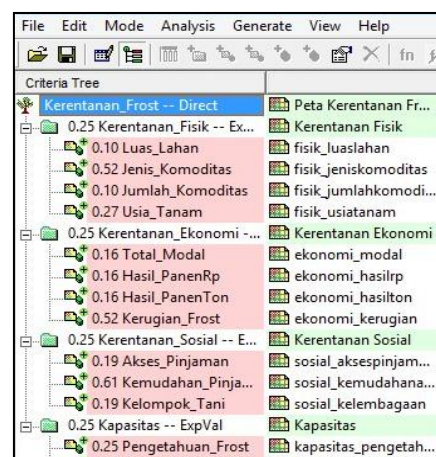 File Edit Mode Analysis Generate View Help
fn
Criteria Tree
Kerentanan_Frost -- Direct Peta Kerentanan Fr...
0.25 Kerentanan_Fisik -- Ex... Kerentanan Fisik
0.10 Luas_Lahan fisik_luaslahan
0.52 Jenis_Komoditas fisik_jeniskomoditas
0.10 Jumlah_Komoditas fisik_jumlahkomodi...
0.27 Usia_Tanam fisik_usiatanam
0.25 Kerentanan_Ekonomi -... Kerentanan Ekonomi
0.16 Total_Modal ekonomi_modal
0.16 Hasil_PanenRp ekonomi_hasilrp
0.16 Hasil_PanenTon ekonomi_hasilton
0.52 Kerugian_Frost ekonomi_kerugian
0.25 Kerentanan_Sosial -- E... Kerentanan Sosial
0.19 Akses_Pinjaman sosial_aksespinjam...
0.61 Kemudahan_Pinja... sosial_kemudahana...
0.19 Kelompok_Tani sosial_kelembagaan
0.25 Kapasitas -- ExpVal Kapasitas
0.25 Pengetahuan_Frost kapasitas_pengetah...